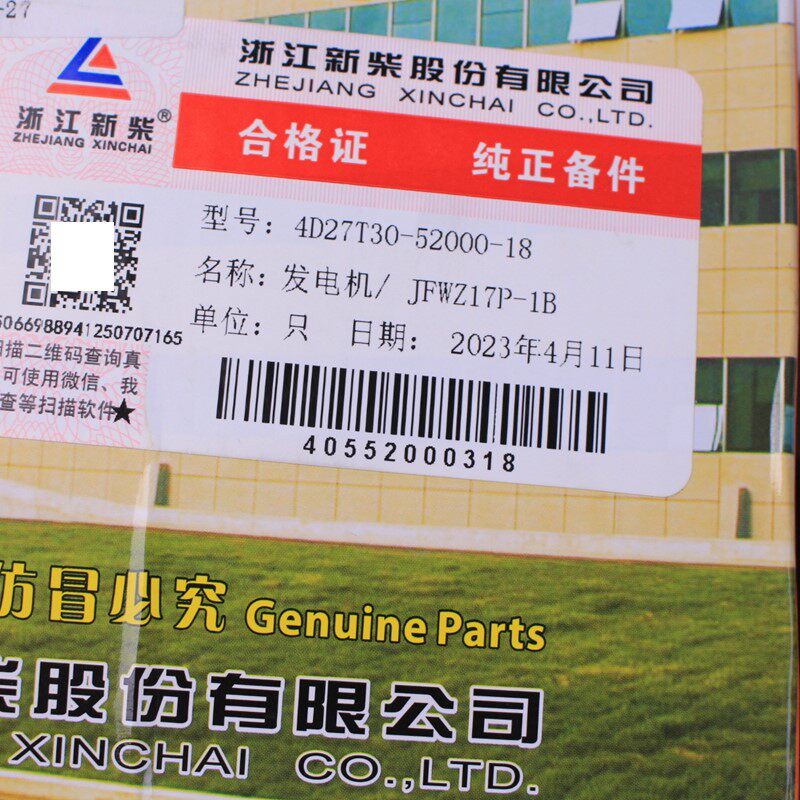 -27
浙江新柴®
ZHEJIANG XINCHAI
浙江新柴股份有限公司
ZHEJIANG XINCHAI CO.,LTD.
合格证 纯正备件
型号: 4D27T30-52000-18
名称: 发电机/ JFWZ17P-1B
单位: 只 日期: 2023年4月11日
506698941250707165
扫描二维码查询真
可使用微信、我
查等扫描软件★
40552000318
仿冒必究 Genuine Parts
柴股份有限公司
XINCHAI CO.,LTD.